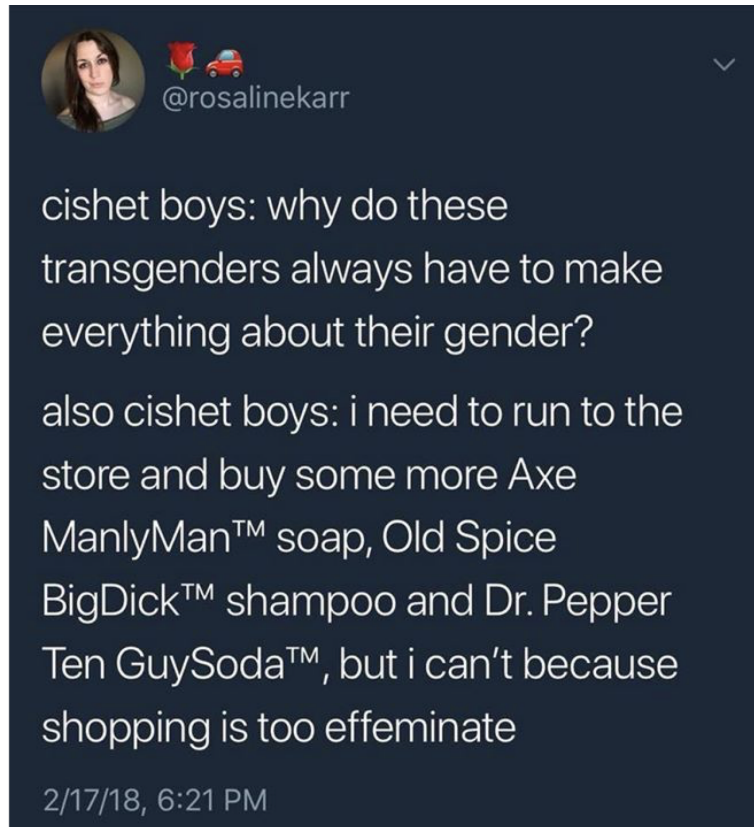 🌹🚗
@rosalinekarr
cishet boys: why do these
transgenders always have to make
everything about their gender?
also cishet boys: i need to run to the
store and buy some more Axe
ManlyMan™ soap, Old Spice
BigDick™ shampoo and Dr. Pepper
Ten GuySoda™, but i can’t because
shopping is too effeminate
2/17/18, 6:21 PM